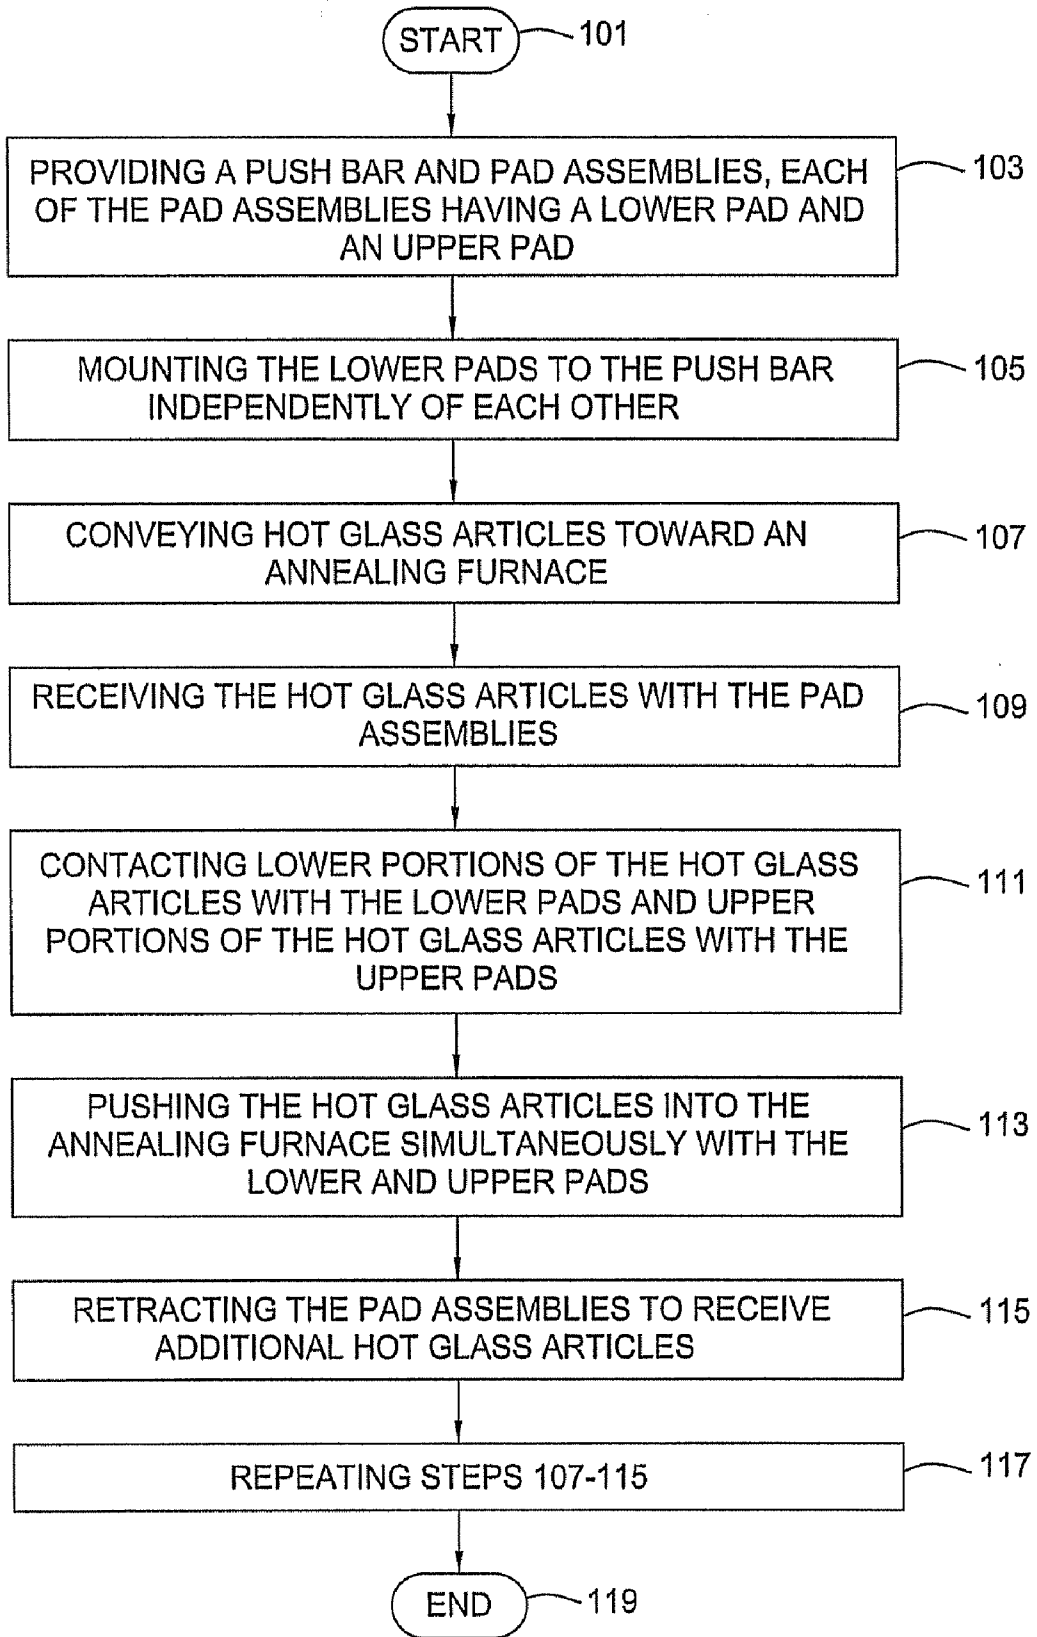 START
101
PROVIDING A PUSH BAR AND PAD ASSEMBLIES, EACH
OF THE PAD ASSEMBLIES HAVING A LOWER PAD AND
AN UPPER PAD
103
MOUNTING THE LOWER PADS TO THE PUSH BAR
INDEPENDENTLY OF EACH OTHER
105
CONVEYING HOT GLASS ARTICLES TOWARD AN
ANNEALING FURNACE
107
RECEIVING THE HOT GLASS ARTICLES WITH THE PAD
ASSEMBLIES
109
CONTACTING LOWER PORTIONS OF THE HOT GLASS
ARTICLES WITH THE LOWER PADS AND UPPER
PORTIONS OF THE HOT GLASS ARTICLES WITH THE
UPPER PADS
111
PUSHING THE HOT GLASS ARTICLES INTO THE
ANNEALING FURNACE SIMULTANEOUSLY WITH THE
LOWER AND UPPER PADS
113
RETRACTING THE PAD ASSEMBLIES TO RECEIVE
ADDITIONAL HOT GLASS ARTICLES
115
REPEATING STEPS 107-115
117
END
119